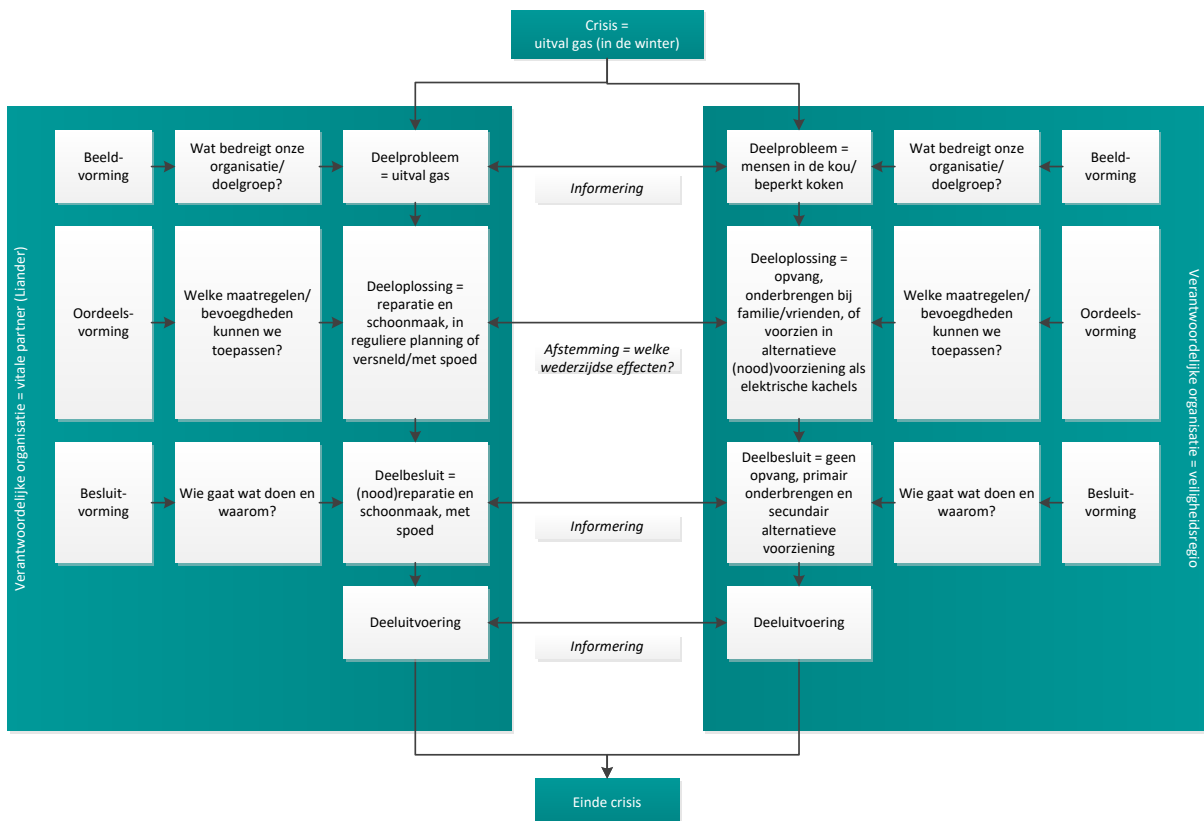 Crisis =
uitval gas (in de winter)
Verantwoordelijke organisatie = vitale partner (Liander)
Beeld-
vorming
Wat bedreigt onze
organisatie/
doelgroep?
Deelprobleem
= uitval gas
Informering
Deelprobleem =
mensen in de kou/
beperkt koken
Wat bedreigt onze
organisatie/
doelgroep?
Beeld-
vorming
Oordeels-
vorming
Welke maatregelen/
bevoegdheden
kunnen we
toepassen?
Deeloplossing =
reparatie en
schoonmaak, in
reguliere planning of
versneld/met spoed
Afstemming = welke
wederzijdse effecten?
Deeloplossing =
opvang,
onderbrengen bij
familie/vrienden, of
voorzien in
alternatieve
(nood)voorziening als
elektrische kachels
Welke maatregelen/
bevoegdheden
kunnen we
toepassen?
Oordeels-
vorming
Besluit-
vorming
Wie gaat wat doen en
waarom?
Deelbesluit =
(nood)reparatie en
schoonmaak, met
spoed
Informering
Deelbesluit = geen
opvang, primair
onderbrengen en
secundair
alternatieve
voorziening
Wie gaat wat doen en
waarom?
Besluit-
vorming
Deeluitvoering
Informering
Deeluitvoering
Verantwoordelijke organisatie = veiligheidsregio
Einde crisis